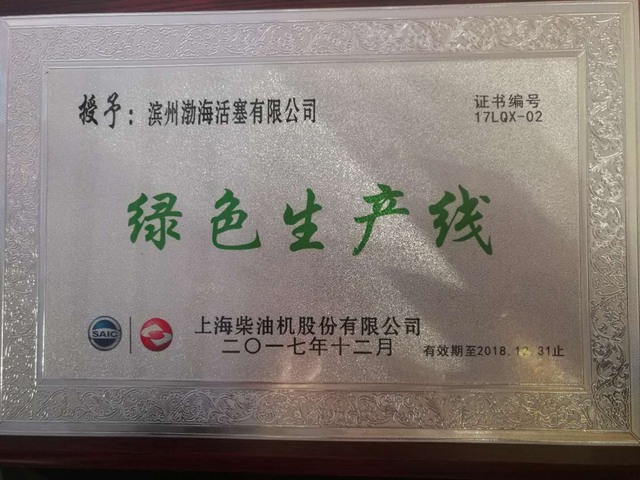 授予：滨州渤海活塞有限公司
证书编号
17LQX-02
绿色生产线
SAIC
上海柴油机股份有限公司
二〇一七年十二月
有效期至2018.12.31止